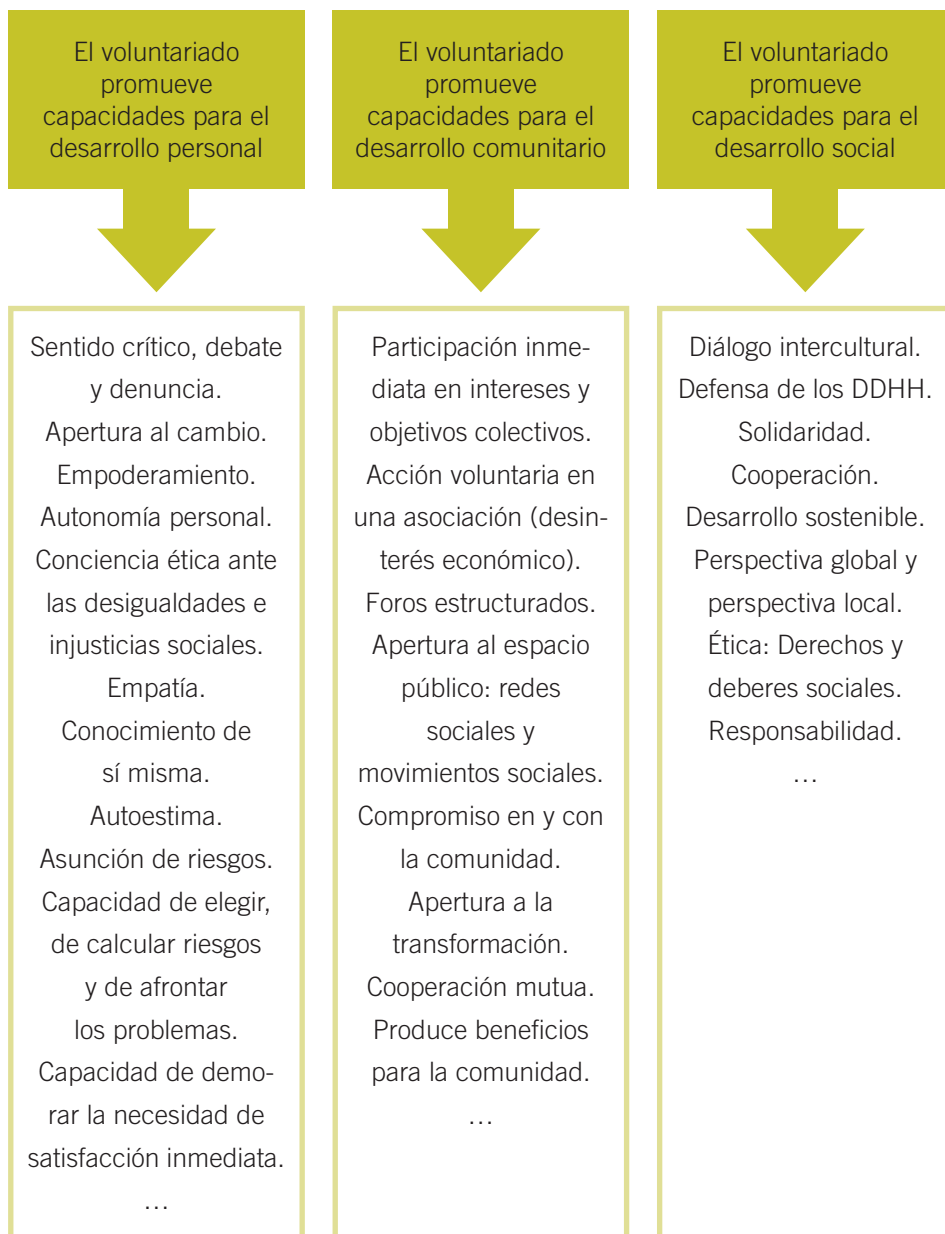 El voluntariado
promueve
capacidades para el
desarrollo personal
Sentido crítico, debate
y denuncia.
Apertura al cambio.
Empoderamiento.
Autonomía personal.
Conciencia ética ante
las desigualdades e
injusticias sociales.
Empatía.
Conocimiento de
sí misma.
Autoestima.
Asunción de riesgos.
Capacidad de elegir,
de calcular riesgos
y de afrontar
los problemas.
Capacidad de demo-
rar la necesidad de
satisfacción inmediata.
…
El voluntariado
promueve
capacidades para el
desarrollo comunitario
Participación inme-
diata en intereses y
objetivos colectivos.
Acción voluntaria en
una asociación (desin-
terés económico).
Foros estructurados.
Apertura al espacio
público: redes
sociales y
movimientos sociales.
Compromiso en y con
la comunidad.
Apertura a la
transformación.
Cooperación mutua.
Produce beneficios
para la comunidad.
…
El voluntariado
promueve
capacidades para el
desarrollo social
Diálogo intercultural.
Defensa de los DDHH.
Solidaridad.
Cooperación.
Desarrollo sostenible.
Perspectiva global y
perspectiva local.
Ética: Derechos y
deberes sociales.
Responsabilidad.
…